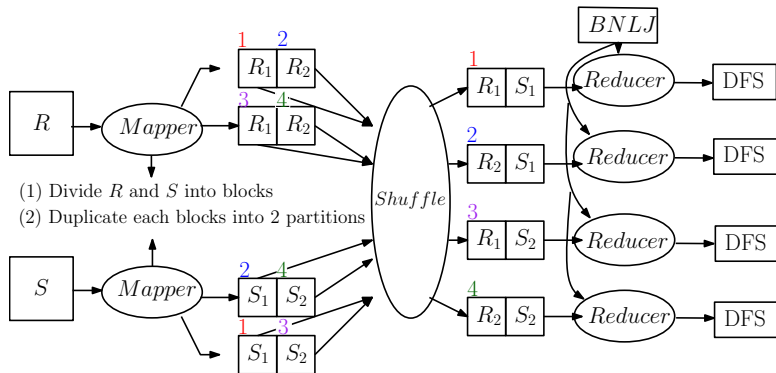 BNLJ
1 2
R1 R2
3 4
R1 R2
R
Mapper
(1) Divide R and S into blocks
(2) Duplicate each blocks into 2 partitions
S
Mapper
2 4
S1 S2
1 3
S1 S2
Shuffle
1
R1 S1
Reducer
DFS
2
R2 S1
Reducer
DFS
3
R1 S2
Reducer
DFS
4
R2 S2
Reducer
DFS